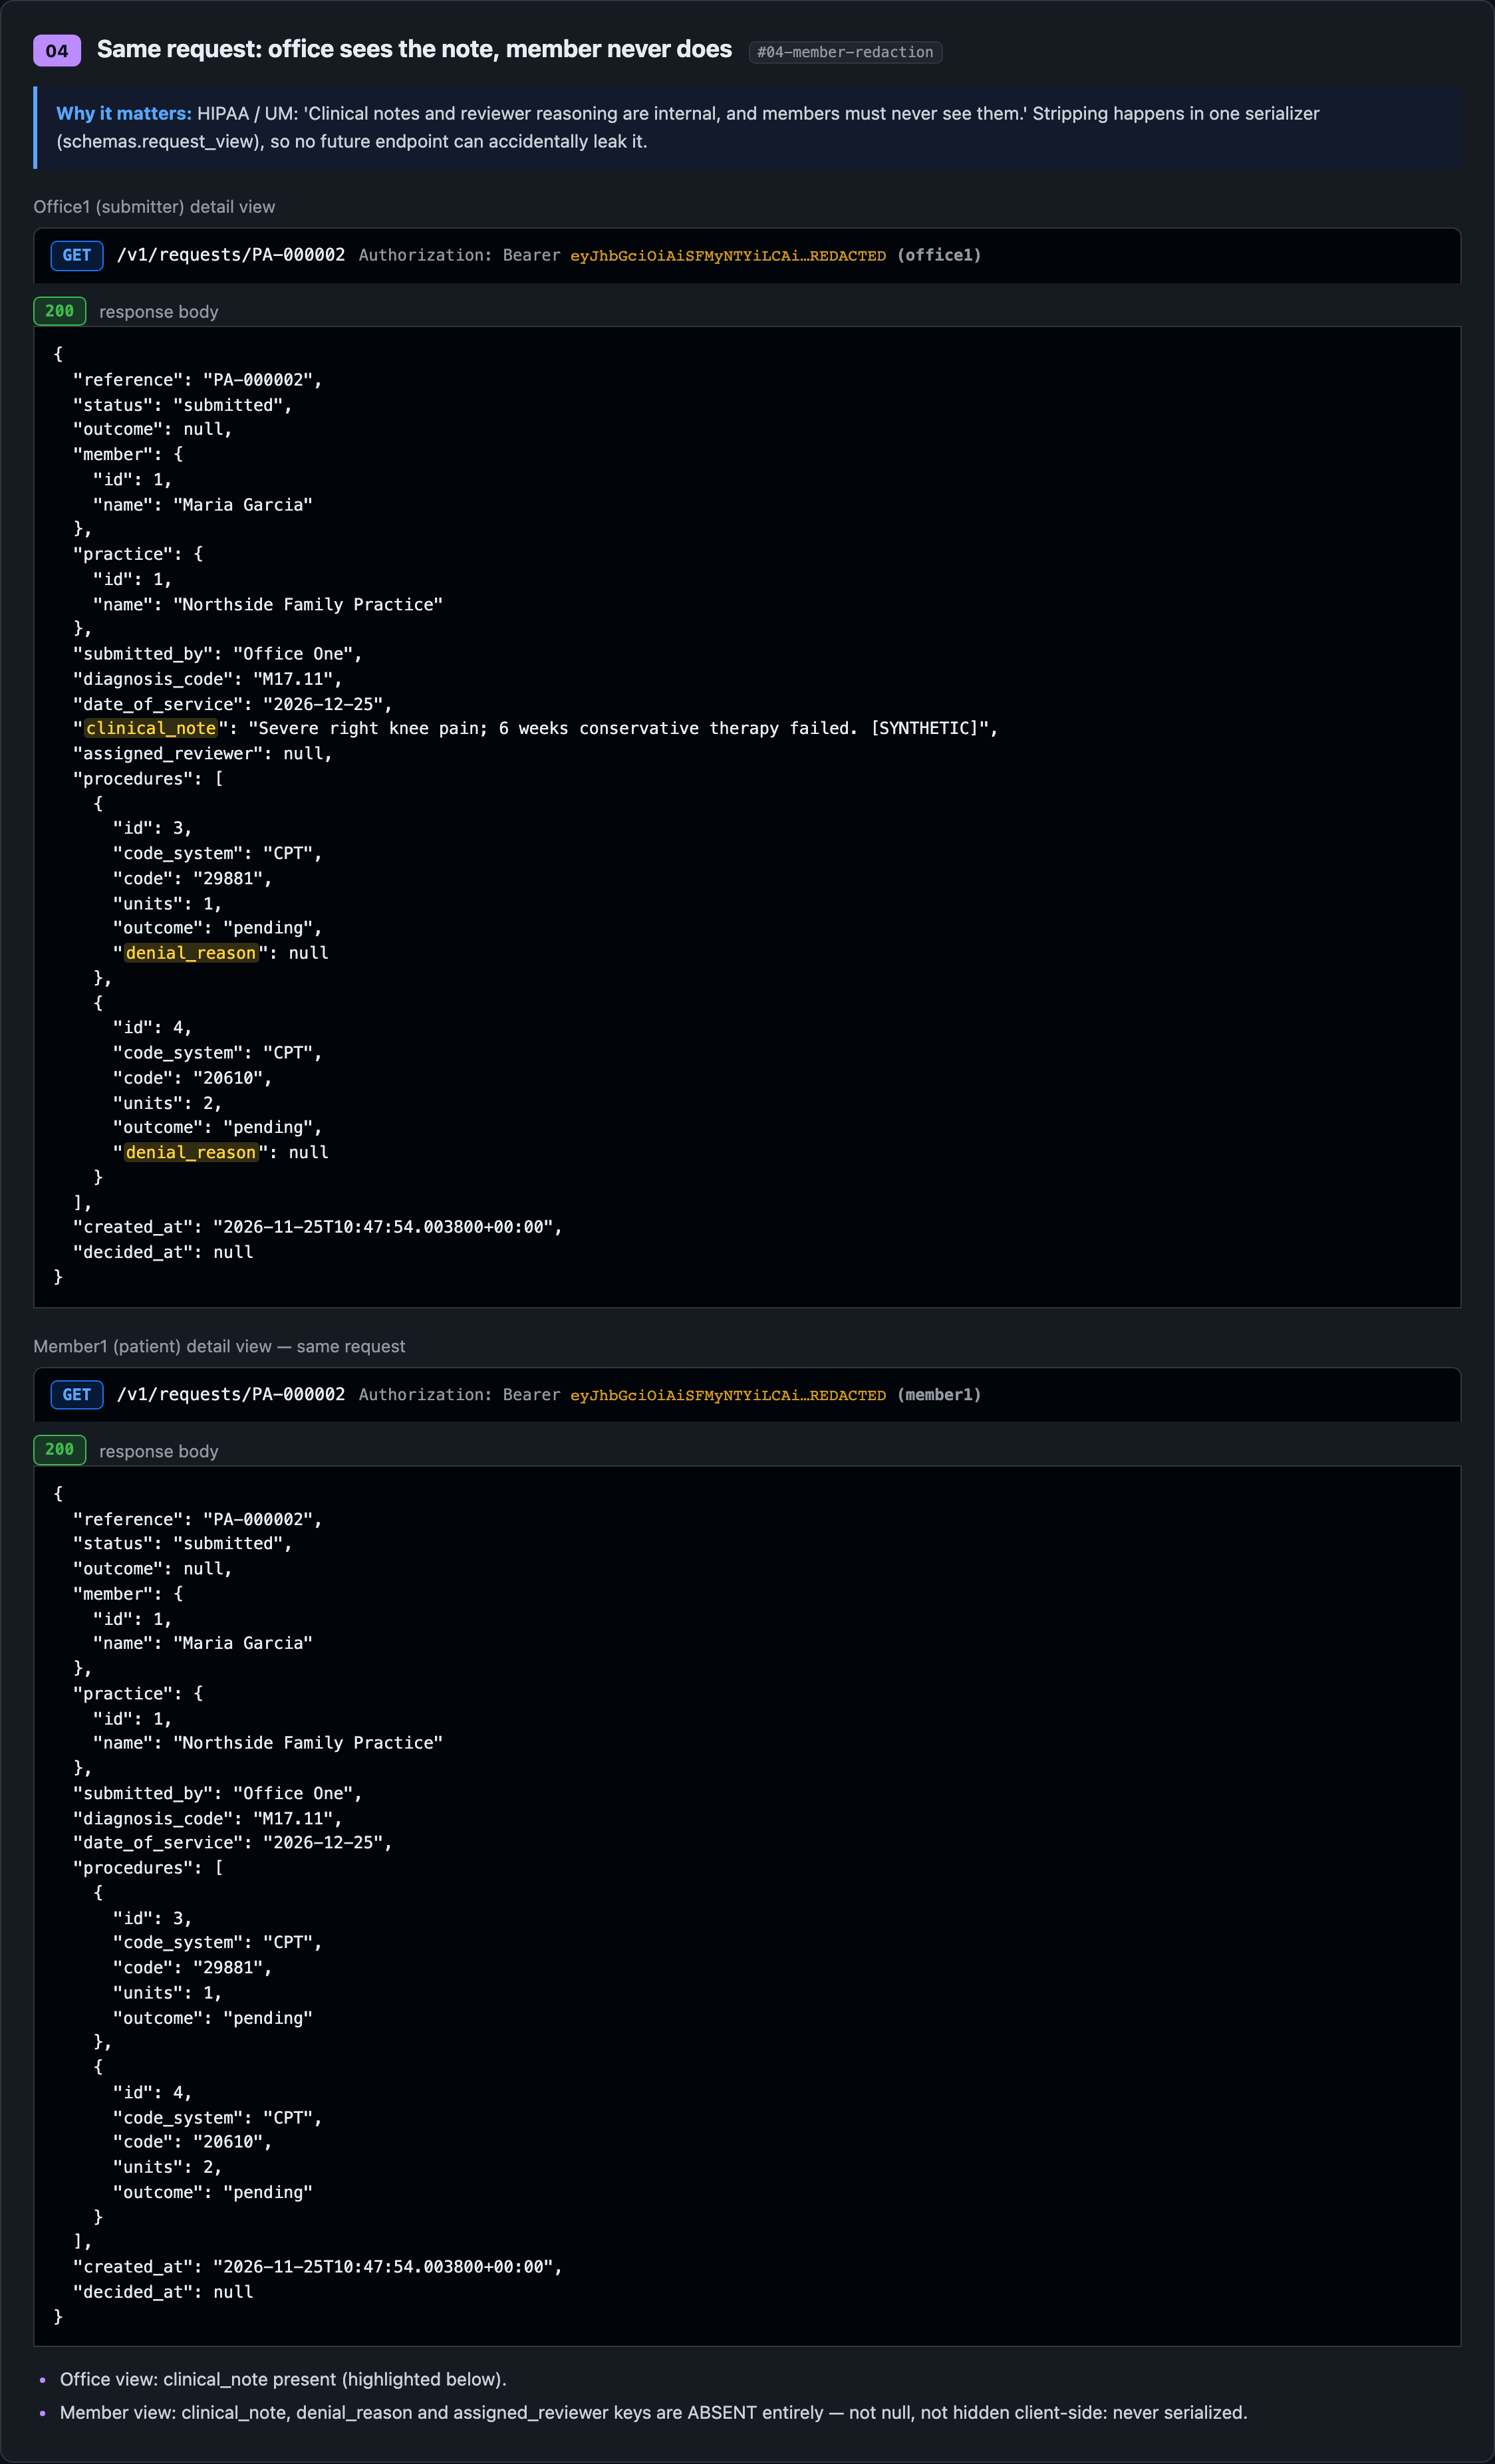 04 Same request: office sees the note, member never does #04-member-redaction
Why it matters: HIPAA / UM: 'Clinical notes and reviewer reasoning are internal, and members must never see them.' Stripping happens in one serializer
(schemas.request_view), so no future endpoint can accidentally leak it.
Office1 (submitter) detail view
GET /v1/requests/PA-000002 Authorization: Bearer eyJhbGciOiAiSFMyNTYiLCAi…REDACTED (office1)
200 response body
{
  "reference": "PA-000002",
  "status": "submitted",
  "outcome": null,
  "member": {
    "id": 1,
    "name": "Maria Garcia"
  },
  "practice": {
    "id": 1,
    "name": "Northside Family Practice"
  },
  "submitted_by": "Office One",
  "diagnosis_code": "M17.11",
  "date_of_service": "2026-12-25",
  "clinical_note": "Severe right knee pain; 6 weeks conservative therapy failed. [SYNTHETIC]",
  "assigned_reviewer": null,
  "procedures": [
    {
      "id": 3,
      "code_system": "CPT",
      "code": "29881",
      "units": 1,
      "outcome": "pending",
      "denial_reason": null
    },
    {
      "id": 4,
      "code_system": "CPT",
      "code": "20610",
      "units": 2,
      "outcome": "pending",
      "denial_reason": null
    }
  ],
  "created_at": "2026-11-25T10:47:54.003800+00:00",
  "decided_at": null
}
Member1 (patient) detail view — same request
GET /v1/requests/PA-000002 Authorization: Bearer eyJhbGciOiAiSFMyNTYiLCAi…REDACTED (member1)
200 response body
{
  "reference": "PA-000002",
  "status": "submitted",
  "outcome": null,
  "member": {
    "id": 1,
    "name": "Maria Garcia"
  },
  "practice": {
    "id": 1,
    "name": "Northside Family Practice"
  },
  "submitted_by": "Office One",
  "diagnosis_code": "M17.11",
  "date_of_service": "2026-12-25",
  "procedures": [
    {
      "id": 3,
      "code_system": "CPT",
      "code": "29881",
      "units": 1,
      "outcome": "pending"
    },
    {
      "id": 4,
      "code_system": "CPT",
      "code": "20610",
      "units": 2,
      "outcome": "pending"
    }
  ],
  "created_at": "2026-11-25T10:47:54.003800+00:00",
  "decided_at": null
}
• Office view: clinical_note present (highlighted below).
• Member view: clinical_note, denial_reason and assigned_reviewer keys are ABSENT entirely — not null, not hidden client-side: never serialized.